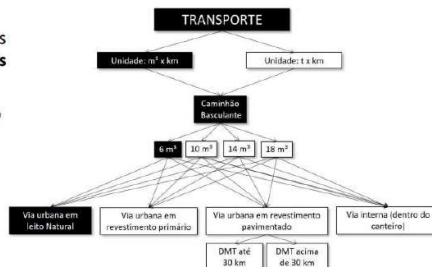 TRANSPORTE
s
s
Unidade: m³ x km
Unidade: t x km
Caminhão
Basculante
6 m³
10 m³
14 m³
18 m³
Via urbana em
leito Natural
Via urbana em
revestimento primário
Via urbana em revestimento
pavimentado
Via interna (dentro do
canteiro)
DMT até
30 km
DMT acima
de 30 km